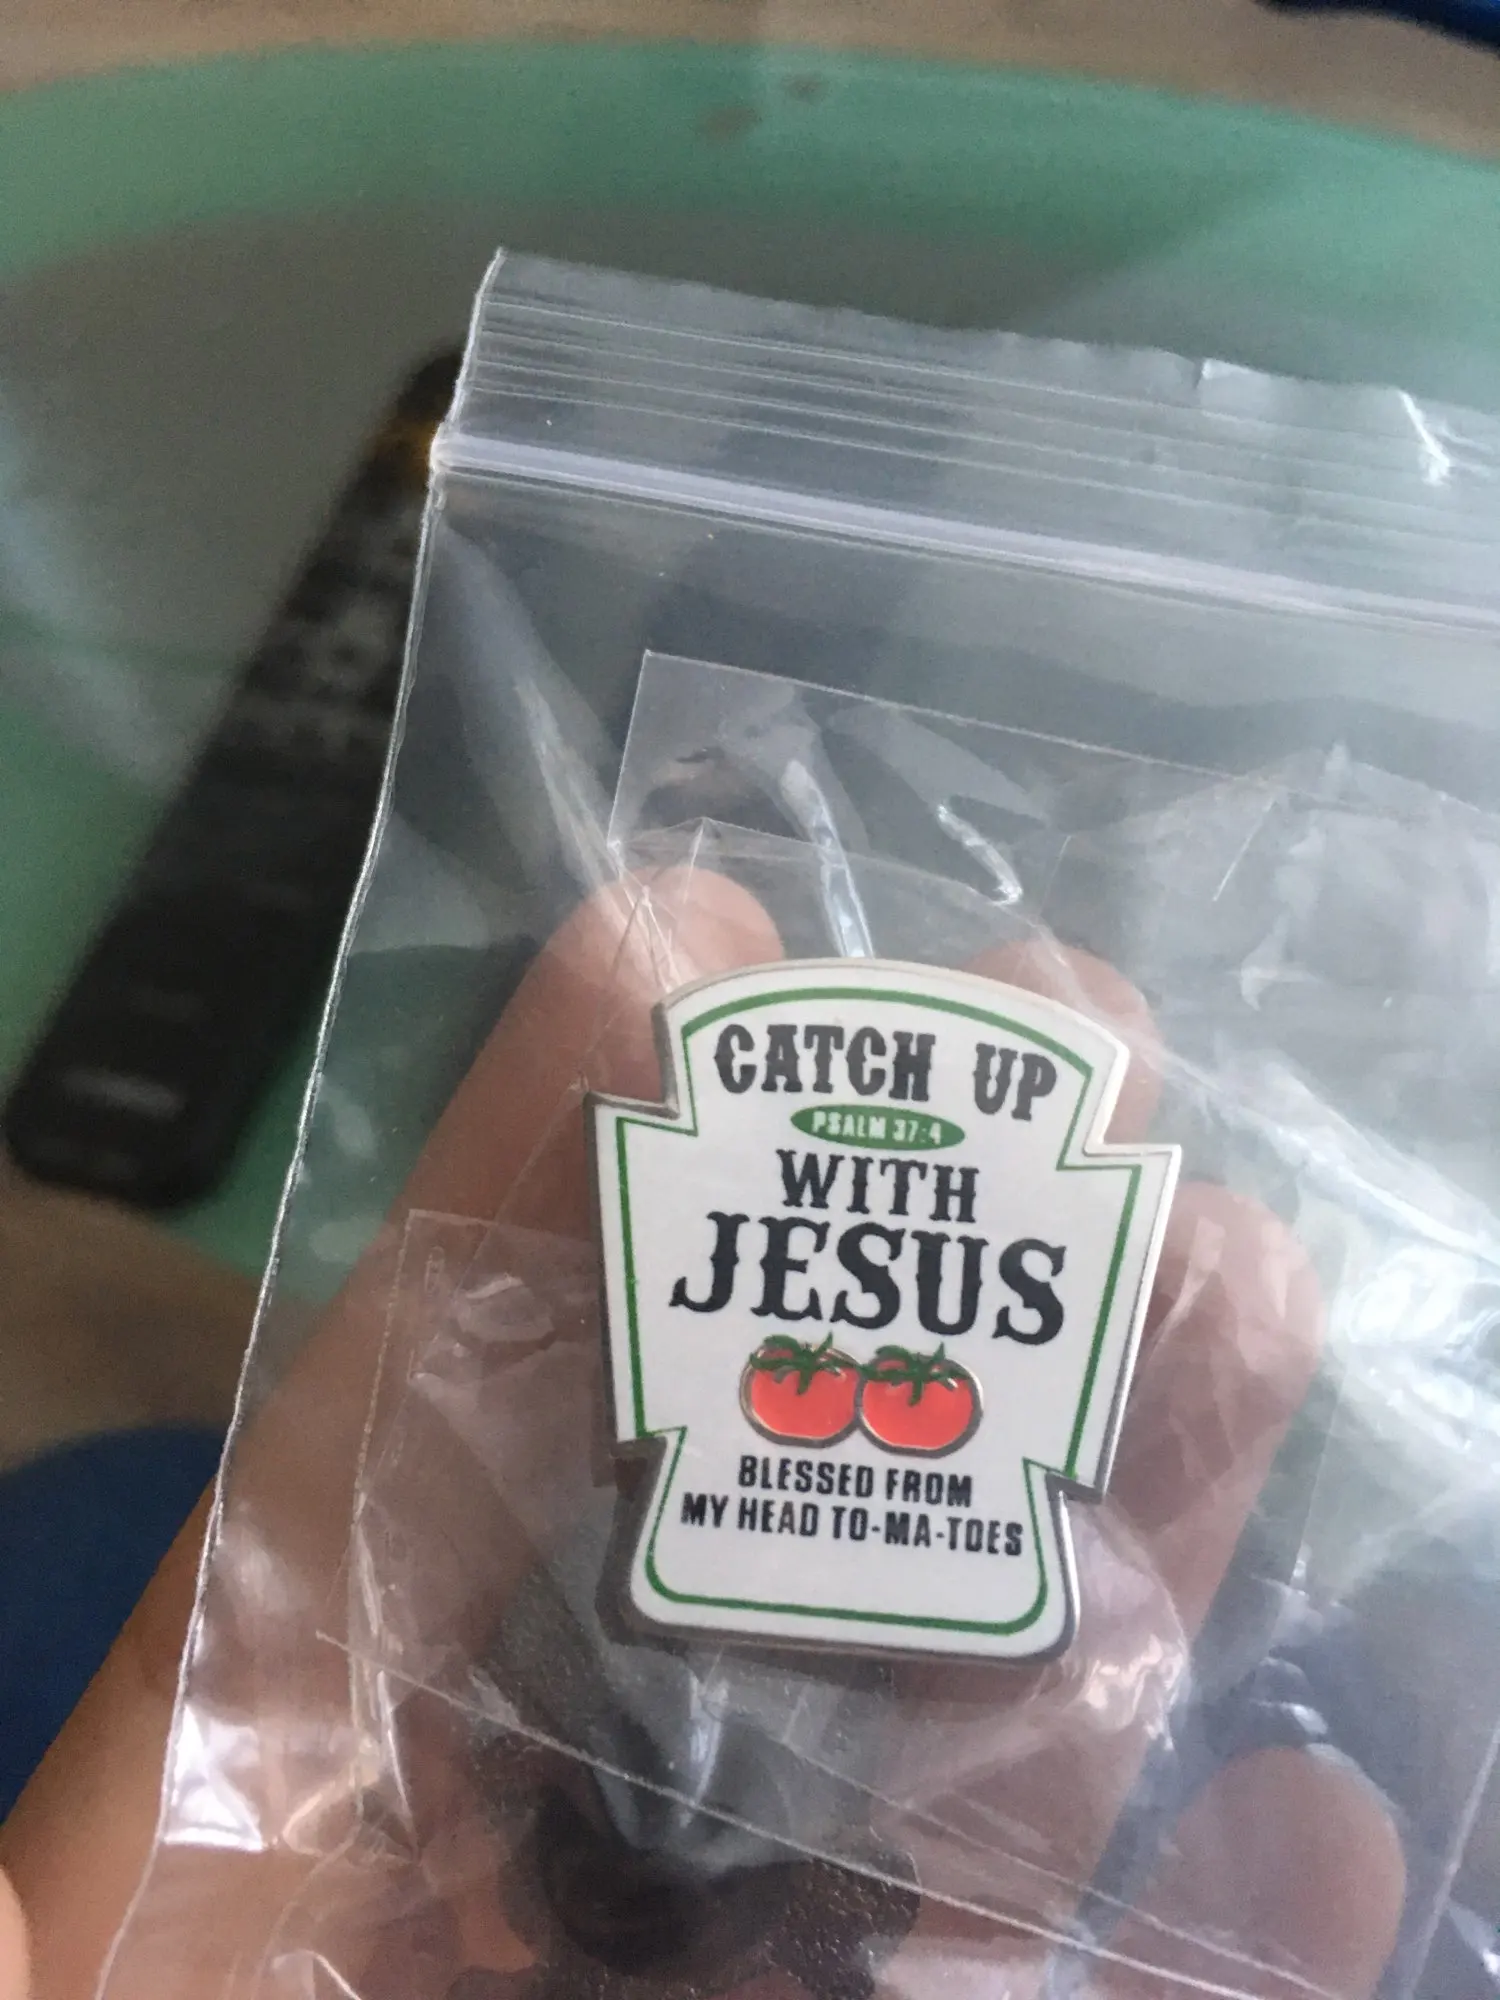 CATCH UP
PSALM 37:4
WITH
JESUS
BLESSED FROM
MY HEAD TO-MA-TOES